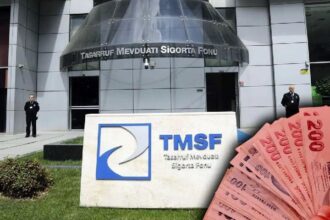 Tasarruf Mevduatı Sigorta Fonu
TMSF
Tasarruf Mevduatı
Sigorta Fonu
200
200
200